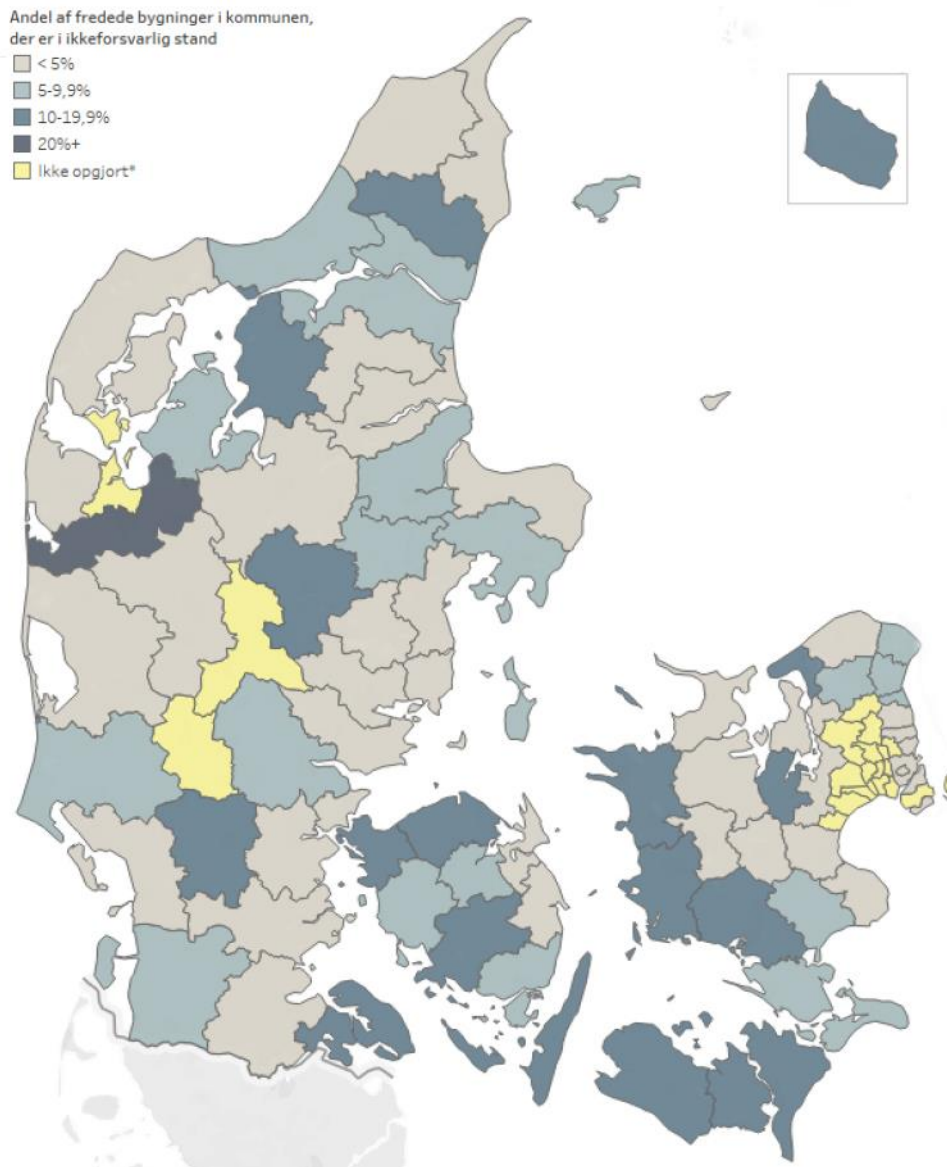 Andel af fredede bygninger i kommunen,
der er i ikkeforsvarlig stand
< 5%
5-9,9%
10-19,9%
20%+
Ikke opgjort*